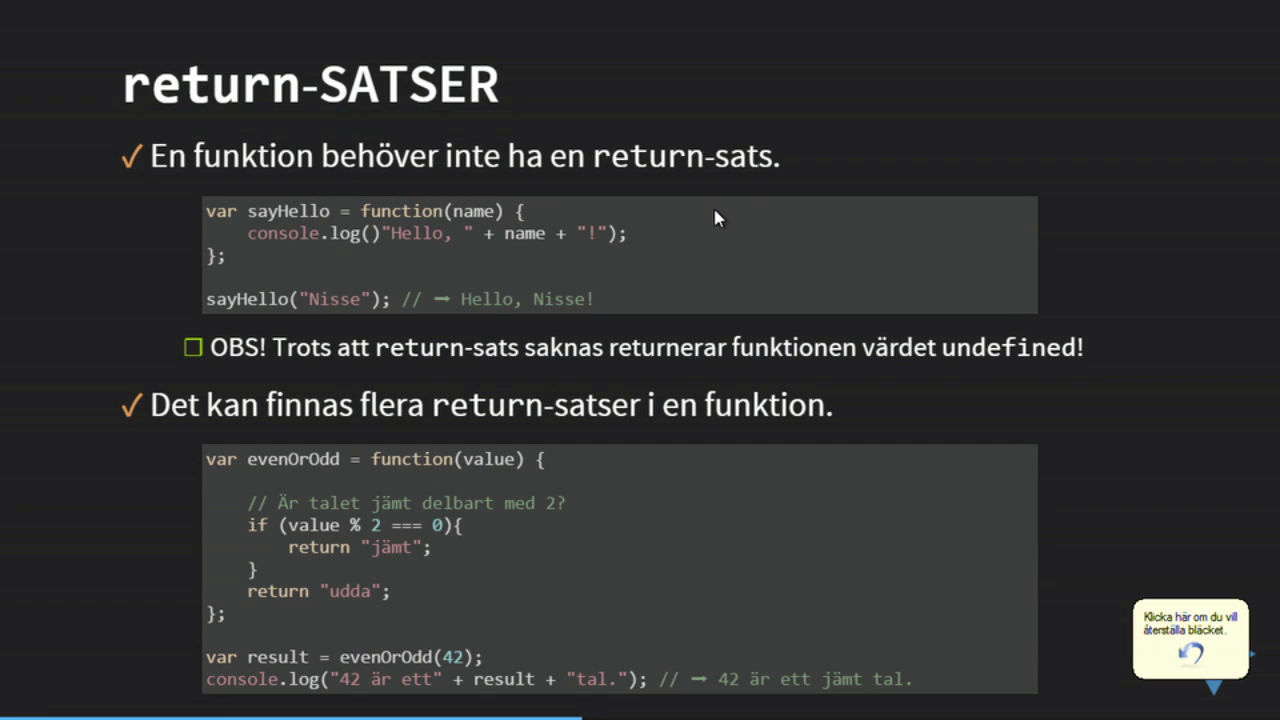 return-SATSER
✓ En funktion behöver inte ha en return-sats.
var sayHello = function(name) {
    console.log()"Hello, " + name + "!");
};
sayHello("Nisse"); // → Hello, Nisse!
❐ OBS! Trots att return-sats saknas returnerar funktionen värdet undefined!
✓ Det kan finnas flera return-satser i en funktion.
var evenOrOdd = function(value) {
    // Är talet jämt delbart med 2?
    if (value % 2 === 0){
        return "jämt";
    }
    return "udda";
};
var result = evenOrOdd(42);
console.log("42 är ett" + result + "tal."); // → 42 är ett jämt tal.
Klicka här om du vill
återställa bläcket.